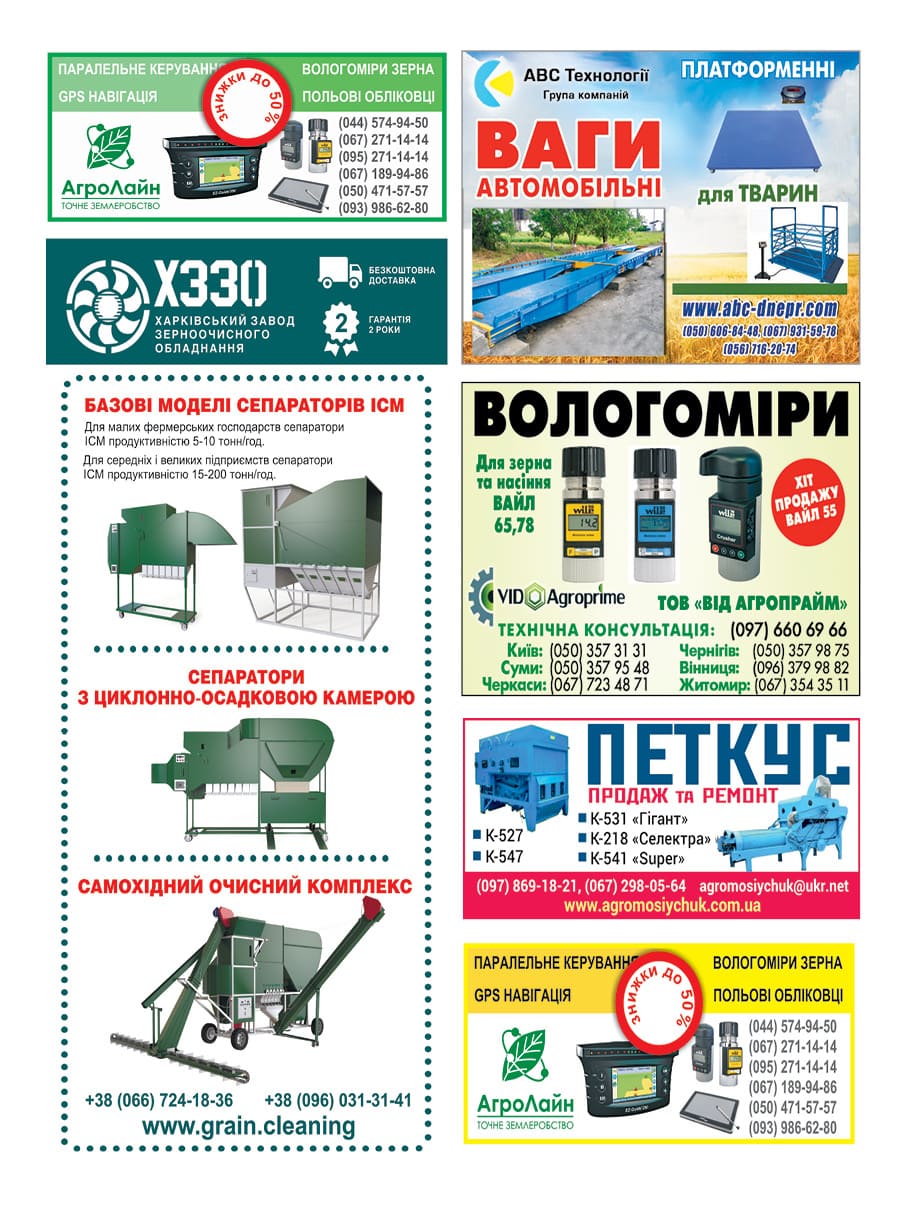 ПАРАЛЕЛЬНЕ КЕРУВАННЯ
GPS НАВІГАЦІЯ
ЗНИЖКИ ДО 50%
ВОЛОГОМІРИ ЗЕРНА
ПОЛЬОВІ ОБЛІКОВЦІ
АгроЛайн
ТОЧНЕ ЗЕМЛЕРОБСТВО
(044) 574-94-50
(067) 271-14-14
(095) 271-14-14
(067) 189-94-86
(050) 471-57-57
(093) 986-62-80
ХЗЗО
ХАРКІВСЬКИЙ ЗАВОД
ЗЕРНООЧИСНОГО
ОБЛАДНАННЯ
БЕЗКОШТОВНА
ДОСТАВКА
2
ГАРАНТІЯ
2 РОКИ
БАЗОВІ МОДЕЛІ СЕПАРАТОРІВ ІСМ
Для малих фермерських господарств сепаратори
ІСМ продуктивністю 5-10 тонн/год.
Для середніх і великих підприємств сепаратори
ІСМ продуктивністю 15-200 тонн/год.
СЕПАРАТОРИ
З ЦИКЛОННО-ОСАДКОВОЮ КАМЕРОЮ
САМОХІДНИЙ ОЧИСНИЙ КОМПЛЕКС
+38 (066) 724-18-36 +38 (096) 031-31-41
www.grain.cleaning
АВС Технології
Група компаній
ПЛАТФОРМЕННІ
ВАГИ
АВТОМОБІЛЬНІ
для ТВАРИН
www.abc-dnepr.com
(050) 606-84-48, (067) 931-59-78
(056) 716-20-74
ВОЛОГОМІРИ
Для зерна
та насіння
ВАЙЛ
65,78
wile
14.2
wile
wile
Crusher
ХІТ
ПРОДАЖУ
ВАЙЛ 55
VID Agroprime
ТОВ «ВІД АГРОПРАЙМ»
ТЕХНІЧНА КОНСУЛЬТАЦІЯ: (097) 660 69 66
Київ: (050) 357 31 31 Чернігів: (050) 357 98 75
Суми: (050) 357 95 48 Вінниця: (096) 379 98 82
Черкаси: (067) 723 48 71 Житомир: (067) 354 35 11
ПЕТКУС
ПРОДАЖ та РЕМОНТ
К-527
К-547
К-531 «Гігант»
К-218 «Селектра»
К-541 «Super»
(097) 869-18-21, (067) 298-05-64 agromosiychuk@ukr.net
www.agromosiychuk.com.ua
ПАРАЛЕЛЬНЕ КЕРУВАННЯ
GPS НАВІГАЦІЯ
ЗНИЖКИ ДО 50%
ВОЛОГОМІРИ ЗЕРНА
ПОЛЬОВІ ОБЛІКОВЦІ
АгроЛайн
ТОЧНЕ ЗЕМЛЕРОБСТВО
(044) 574-94-50
(067) 271-14-14
(095) 271-14-14
(067) 189-94-86
(050) 471-57-57
(093) 986-62-80